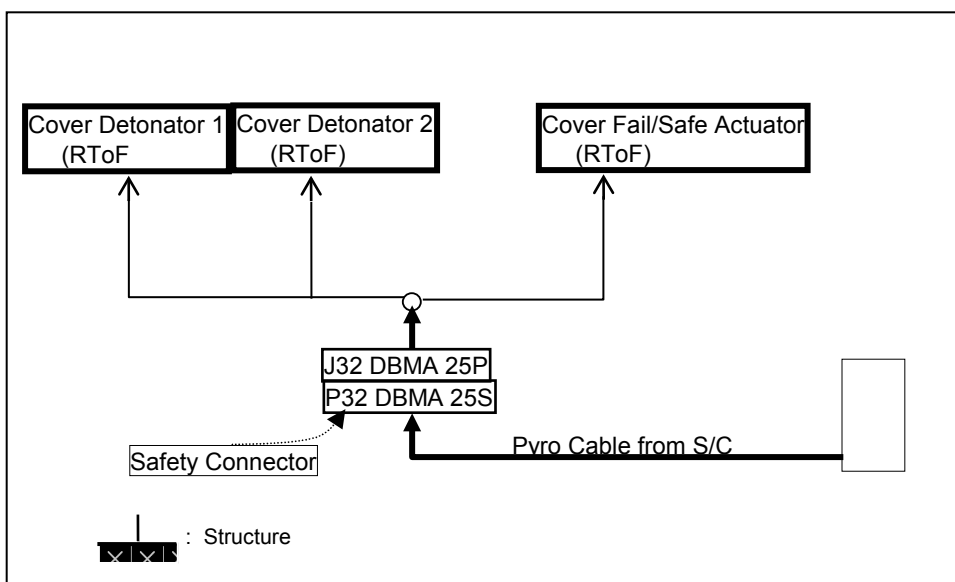 Cover Detonator 1
(RToF
Cover Detonator 2
(RToF)
Cover Fail/Safe Actuator
(RToF)
J32 DBMA 25P
P32 DBMA 25S
Safety Connector
Pyro Cable from S/C
: Structure